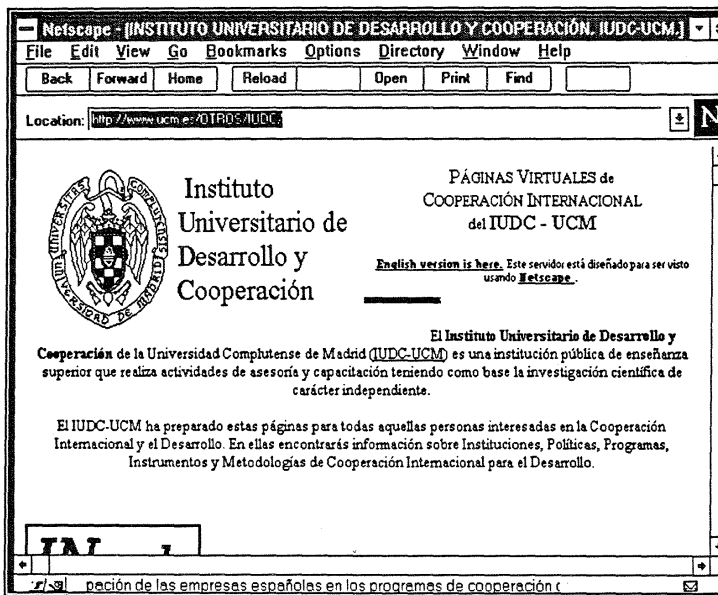 Netscape - [INSTITUTO UNIVERSITARIO DE DESARROLLO Y COOPERACIÓN. IUDC-UCM.]
File Edit View Go Bookmarks Options Directory Window Help
Back Forward Home Reload Open Print Find
Location: http://www.ucm.es/OTROS/IUDC/
N
UNIVERSITAS COMPLUTENSIS
UNIVERSIDAD DE MADRID
Instituto
Universitario de
Desarrollo y
Cooperación
PÁGINAS VIRTUALES de
COOPERACIÓN INTERNACIONAL
del IUDC - UCM
English version is here. Este servidor está diseñado para ser visto
usando Netscape .
El Instituto Universitario de Desarrollo y
Cooperación de la Universidad Complutense de Madrid (IUDC-UCM) es una institución pública de enseñanza
superior que realiza actividades de asesoría y capacitación teniendo como base la investigación científica de
carácter independiente.
El IUDC-UCM ha preparado estas páginas para todas aquellas personas interesadas en la Cooperación
Internacional y el Desarrollo. En ellas encontrarás información sobre Instituciones, Políticas, Programas,
Instrumentos y Metodologías de Cooperación Internacional para el Desarrollo.
pación de las empresas españolas en los programas de cooperación